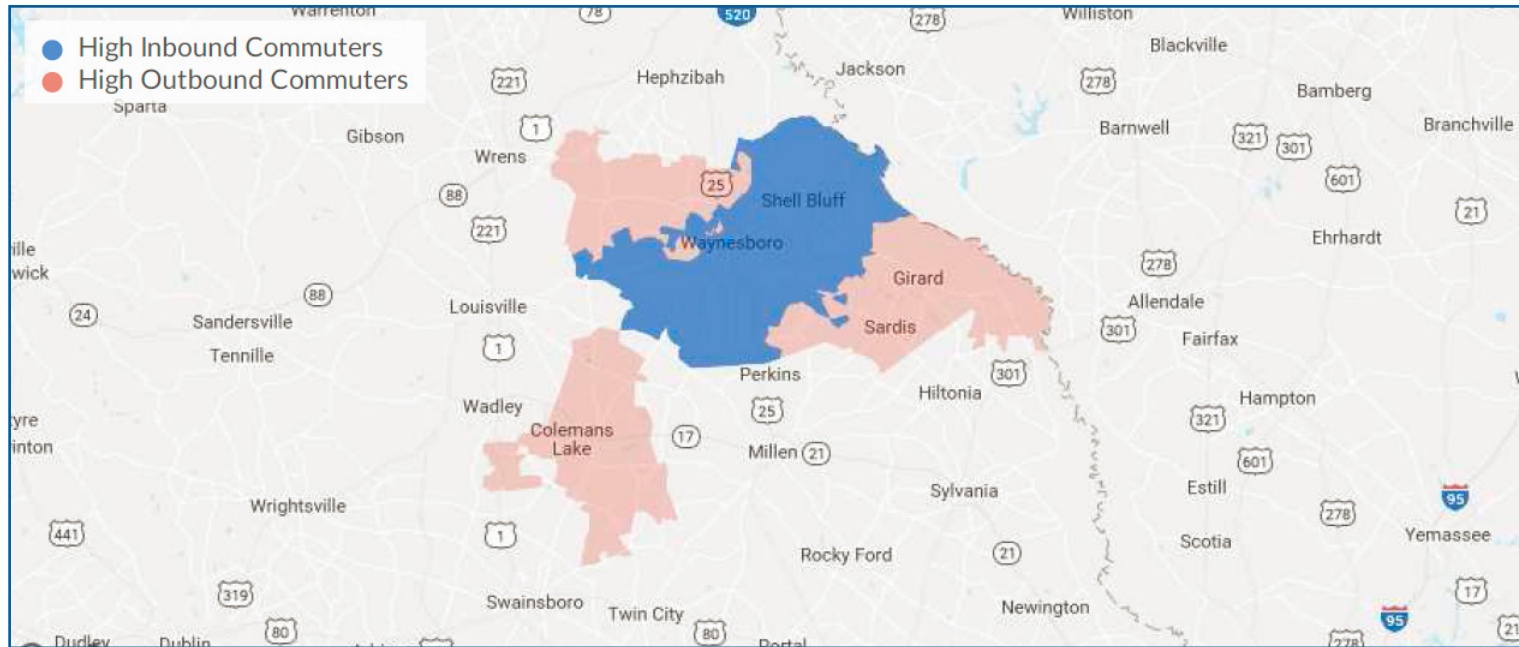 High Inbound Commuters
High Outbound Commuters
Warrenton
78
520
278
Williston
Blackville
221
Hephzibah
Jackson
278
Bamberg
Sparta
Gibson
1
Wrens
Barnwell
321
301
Branchville
88
25
Shell Bluff
601
21
221
Waynesboro
Ehrhardt
ville
wick
278
Girard
88
Louisville
Allendale
24
Sandersville
Sardis
301
Fairfax
Tennille
1
Perkins
301
Hiltonia
Hampton
Wadley
25
321
tyre
inton
Colemans
Lake
17
Millen
21
601
Sylvania
Estill
95
Wrightsville
278
441
1
Scotia
Yemassee
Rocky Ford
21
319
Swainsboro
Twin City
Newington
17
80
80
95
21
Dudley
Dublin
Portal
278